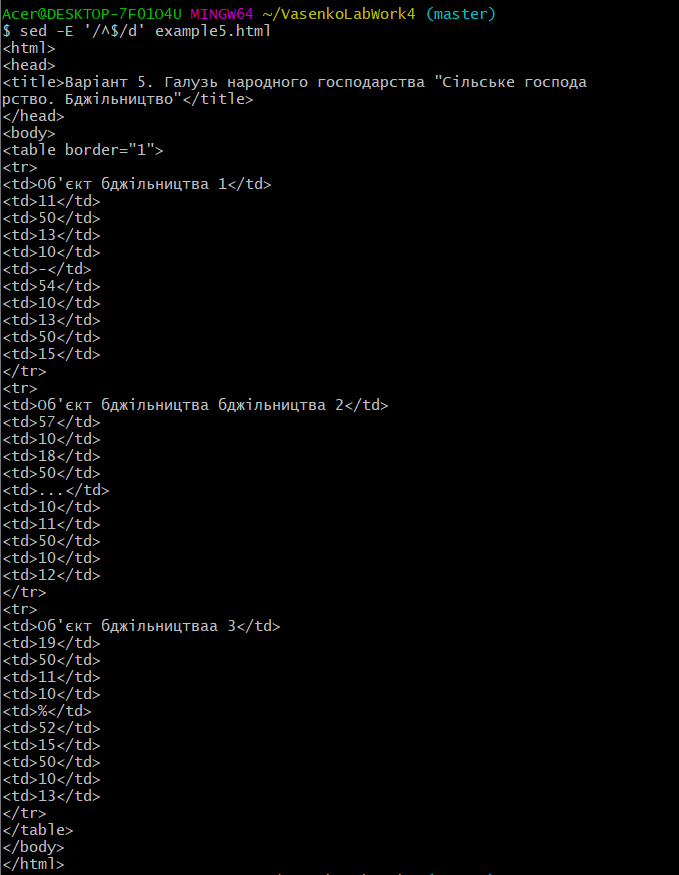 Acer@DESKTOP-7F01O4U MINGW64 ~/VasenkoLabWork4 (master)
$ sed -E '/^$/d' example5.html
<html>
<head>
<title>Варіант 5. Галузь народного господарства "Сільське господа
рство. Бджільництво"</title>
</head>
<body>
<table border="1">
<tr>
<td>Об'єкт бджільництва 1</td>
<td>11</td>
<td>50</td>
<td>13</td>
<td>10</td>
<td>-</td>
<td>54</td>
<td>10</td>
<td>13</td>
<td>50</td>
<td>15</td>
</tr>
<tr>
<td>Об'єкт бджільництва бджільництва 2</td>
<td>57</td>
<td>10</td>
<td>18</td>
<td>50</td>
<td>...</td>
<td>10</td>
<td>11</td>
<td>50</td>
<td>10</td>
<td>12</td>
</tr>
<tr>
<td>Об'єкт бджільництваа 3</td>
<td>19</td>
<td>50</td>
<td>11</td>
<td>10</td>
<td>%</td>
<td>52</td>
<td>15</td>
<td>50</td>
<td>10</td>
<td>13</td>
</tr>
</table>
</body>
</html>